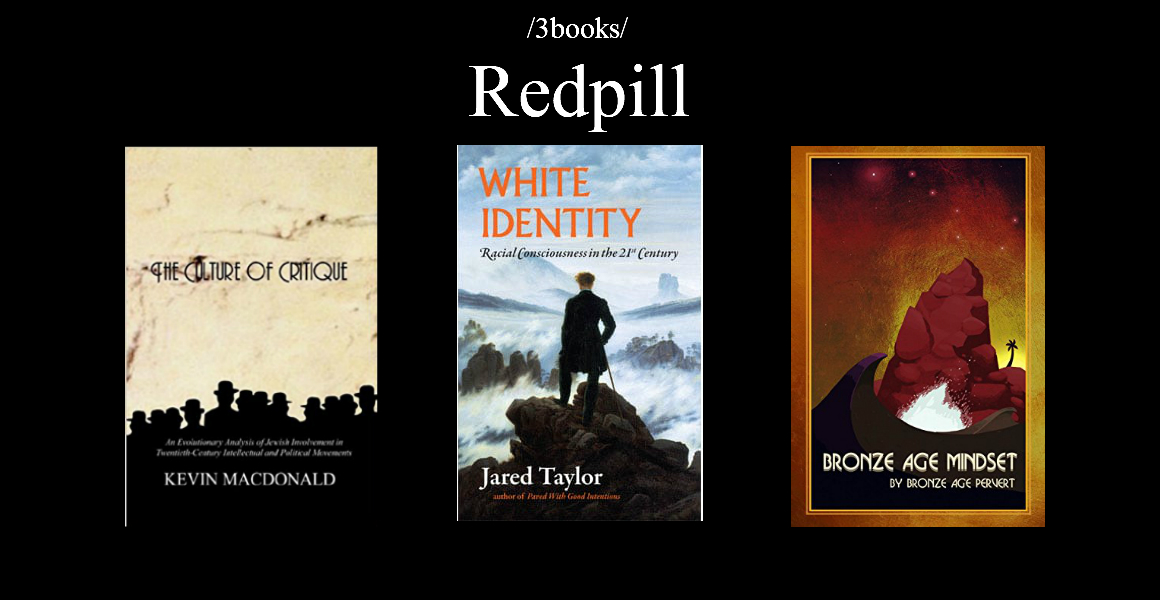 /3books/
Redpill
THE CULTURE OF CRITIQUE
An Evolutionary Analysis of Jewish Involvement in
Twentieth-Century Intellectual and Political Movements
KEVIN MACDONALD
WHITE
IDENTITY
Racial Consciousness in the 21st Century
Jared Taylor
author of Paved With Good Intentions
BRONZE AGE MINDSET
BY BRONZE AGE PERVERT